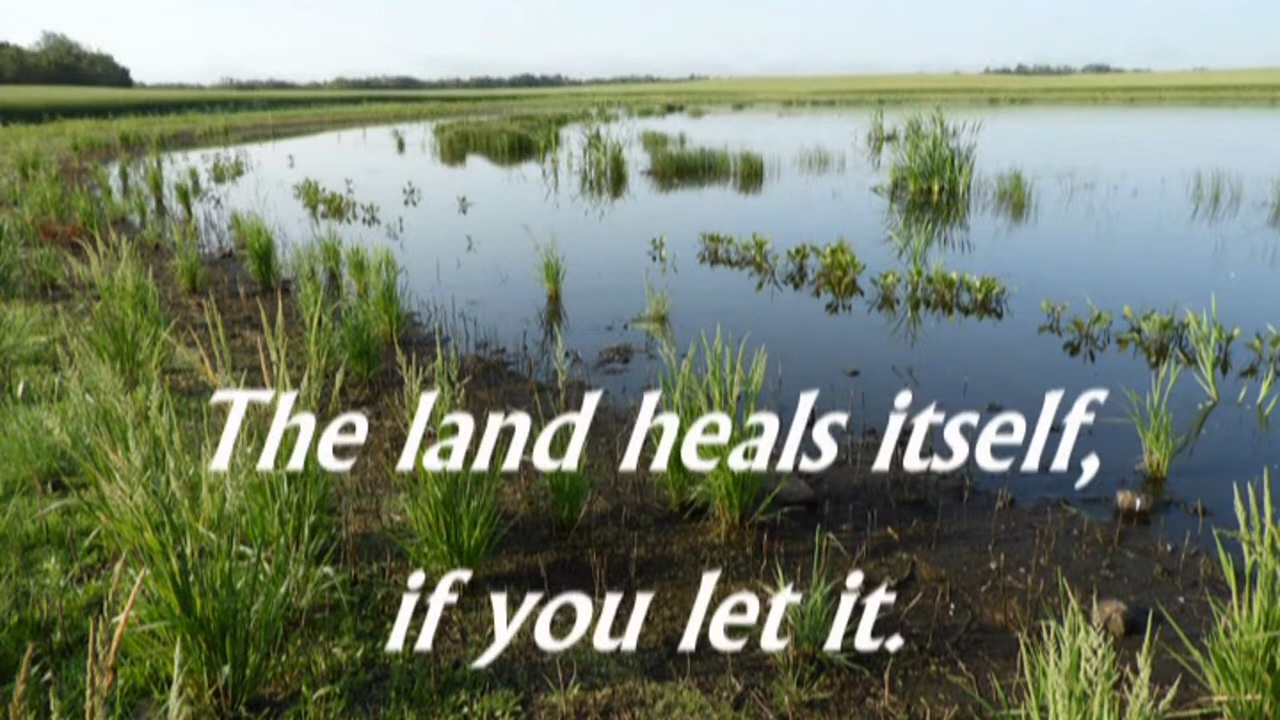 The land heals itself,
if you let it.